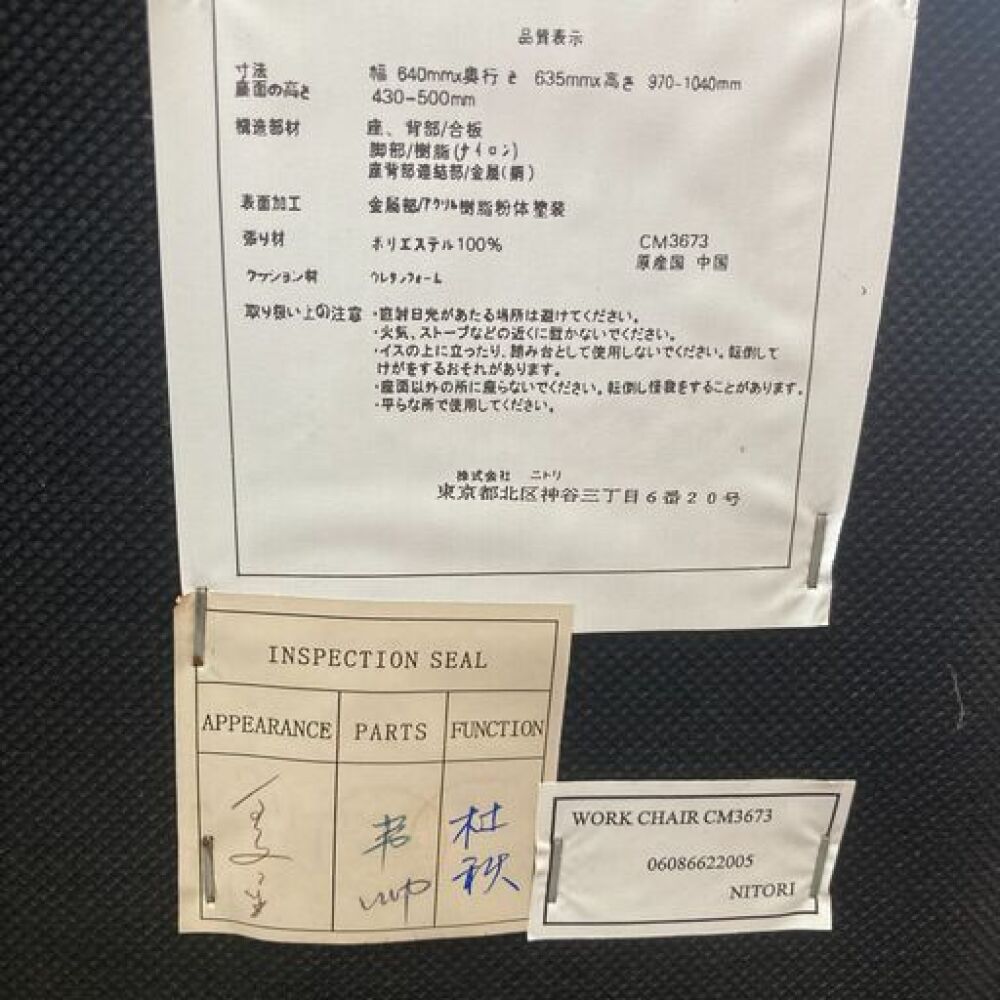 品質表示
寸法 幅 640mmx奥行き 635mmx高さ 970-1040mm
座面の高さ 430-500mm
構造部材 座、背部/合板
脚部/樹脂(ナイロン)
座背部連結部/金属(鋼)
表面加工 金属部/アクリル樹脂粉体塗装
張り材 ポリエステル100%
CM3673
原産国 中国
クッション材 ウレタンフォーム
取り扱い上の注意 ・直射日光があたる場所は避けてください。
・火気、ストーブなどの近くに置かないでください。
・イスの上に立ったり、踏み台として使用しないでください。転倒して
けがをするおそれがあります。
・座面以外の所に座らないでください。転倒し怪我をすることがあります。
・平らな所で使用してください。
株式会社 ニトリ
東京都北区神谷三丁目6番20号
INSPECTION SEAL
APPEARANCE PARTS FUNCTION
杜
秋
WORK CHAIR CM3673
06086622005
NITORI